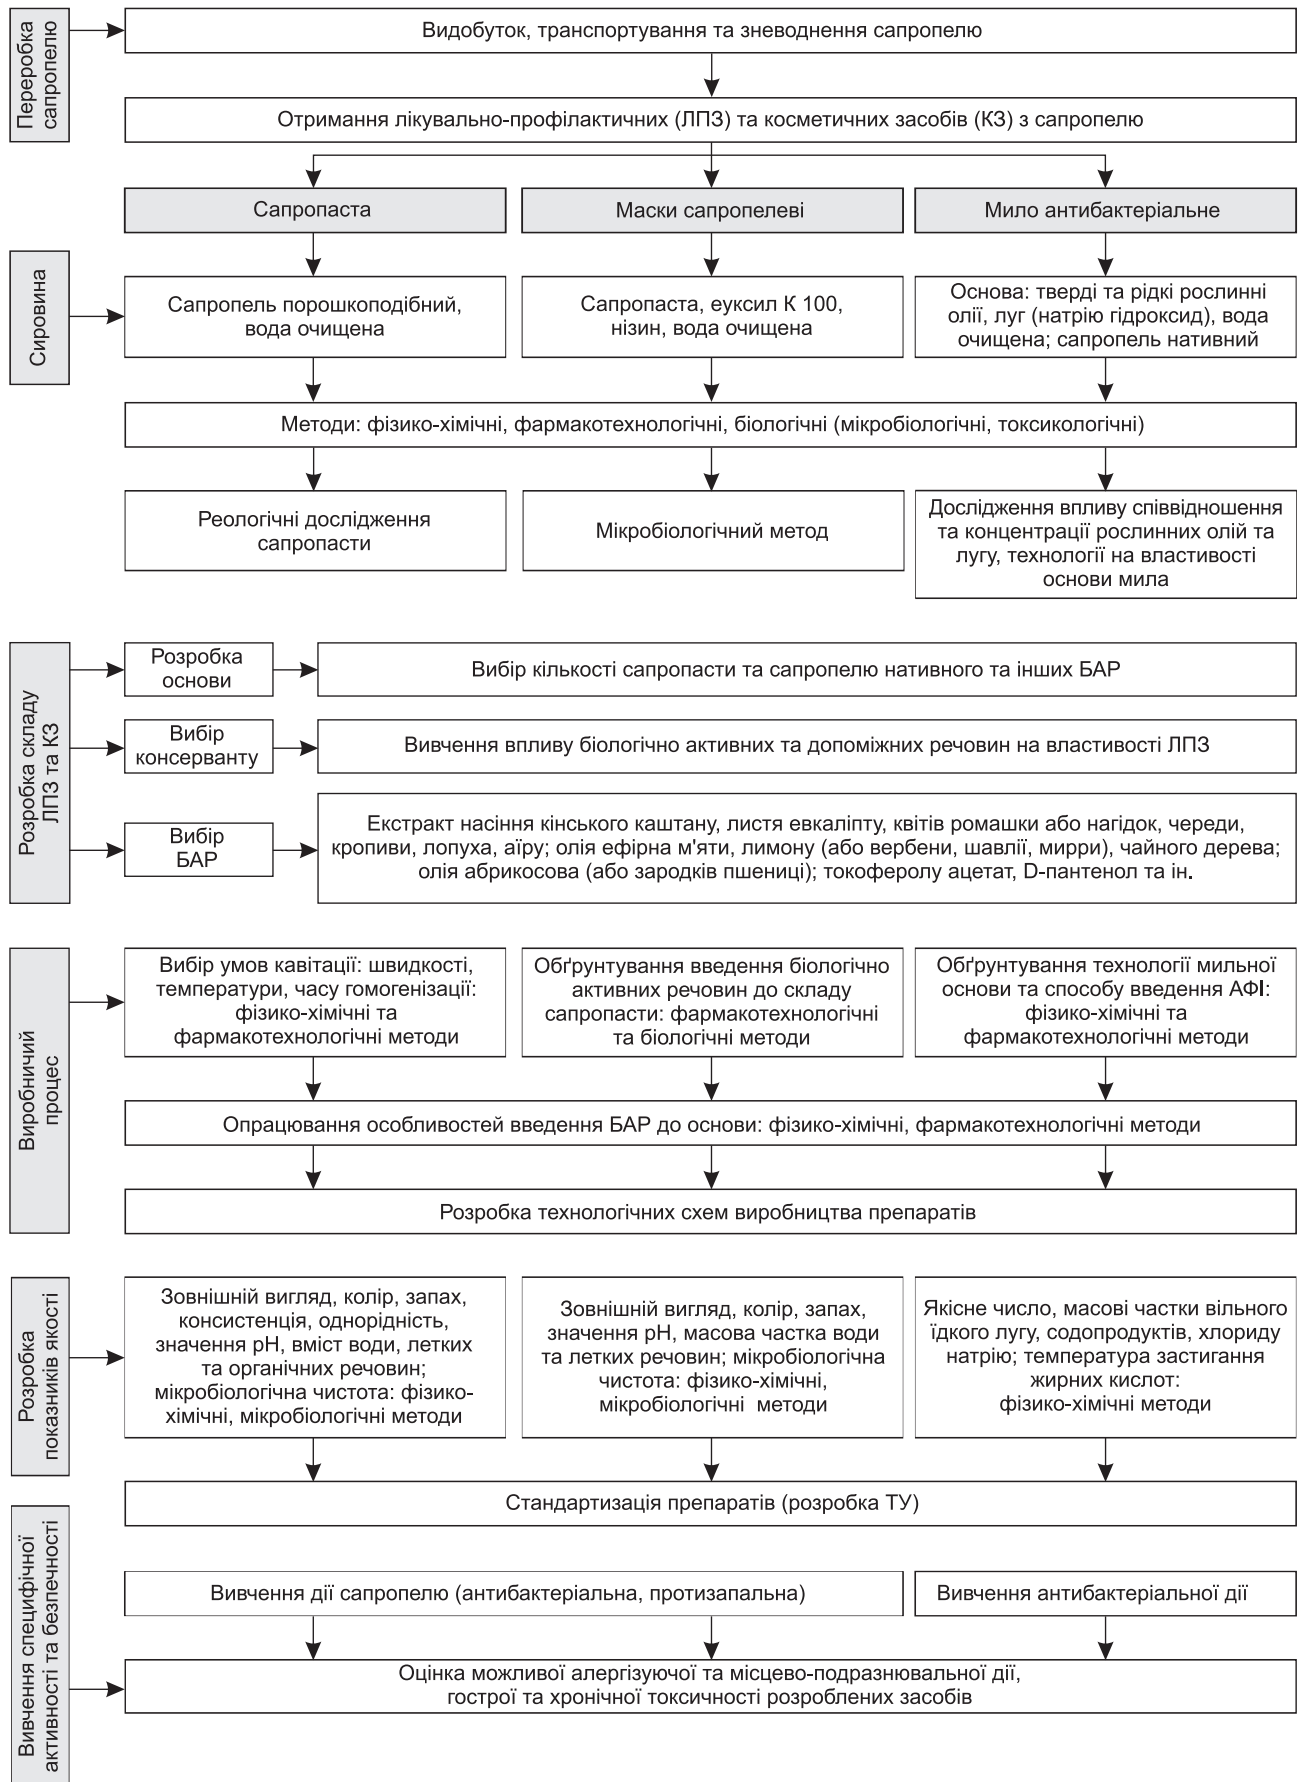 Переробка
сапропелю
Видобуток, транспортування та зневоднення сапропелю
Отримання лікувально-профілактичних (ЛПЗ) та косметичних засобів (КЗ) з сапропелю
Сапропаста
Маски сапропелеві
Мило антибактеріальне
Сировина
Сапропель порошкоподібний,
вода очищена
Сапропаста, еуксил К 100,
нізин, вода очищена
Основа: тверді та рідкі рослинні
олії, луг (натрію гідроксид), вода
очищена; сапропель нативний
Методи: фізико-хімічні, фармакотехнологічні, біологічні (мікробіологічні, токсикологічні)
Реологічні дослідження
сапропасти
Мікробіологічний метод
Дослідження впливу співвідношення
та концентрації рослинних олій та
лугу, технології на властивості
основи мила
Розробка складу
ЛПЗ та КЗ
Розробка
основи
Вибір кількості сапропасти та сапропелю нативного та інших БАР
Вибір
консерванту
Вивчення впливу біологічно активних та допоміжних речовин на властивості ЛПЗ
Вибір
БАР
Екстракт насіння кінського каштану, листя евкаліпту, квітів ромашки або нагідок, череди,
кропиви, лопуха, аїру; олія ефірна м'яти, лимону (або вербени, шавлії, мирри), чайного дерева;
олія абрикосова (або зародків пшениці); токоферолу ацетат, D-пантенол та ін.
Виробничий
процес
Вибір умов кавітації: швидкості,
температури, часу гомогенізації:
фізико-хімічні та
фармакотехнологічні методи
Обґрунтування введення біологічно
активних речовин до складу
сапропасти: фармакотехнологічні
та біологічні методи
Обґрунтування технології мильної
основи та способу введення АФІ:
фізико-хімічні та
фармакотехнологічні методи
Опрацювання особливостей введення БАР до основи: фізико-хімічні, фармакотехнологічні методи
Розробка технологічних схем виробництва препаратів
Розробка
показників якості
Зовнішній вигляд, колір, запах,
консистенція, однорідність,
значення рН, вміст води, летких
та органічних речовин;
мікробіологічна чистота: фізико-
хімічні, мікробіологічні методи
Зовнішній вигляд, колір, запах,
значення рН, масова частка води
та летких речовин; мікробіологічна
чистота: фізико-хімічні,
мікробіологічні методи
Якісне число, масові частки вільного
їдкого лугу, содопродуктів, хлориду
натрію; температура застигання
жирних кислот:
фізико-хімічні методи
Стандартизація препаратів (розробка ТУ)
Вивчення специфічної
активності та безпечності
Вивчення дії сапропелю (антибактеріальна, протизапальна)
Вивчення антибактеріальної дії
Оцінка можливої алергізуючої та місцево-подразнювальної дії,
гострої та хронічної токсичності розроблених засобів